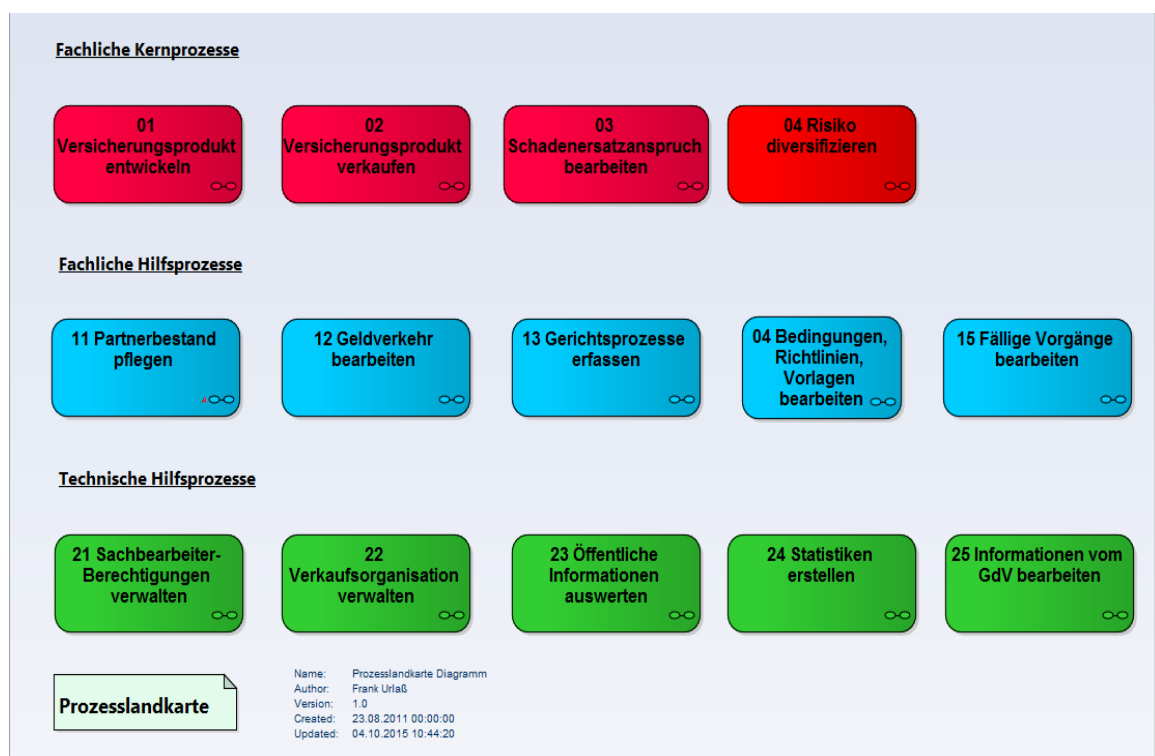 Fachliche Kernprozesse
01
Versicherungsprodukt
entwickeln
02
Versicherungsprodukt
verkaufen
03
Schadenersatzanspruch
bearbeiten
04 Risiko
diversifizieren
Fachliche Hilfsprozesse
11 Partnerbestand
pflegen
12 Geldverkehr
bearbeiten
13 Gerichtsprozesse
erfassen
04 Bedingungen,
Richtlinien,
Vorlagen
bearbeiten
15 Fällige Vorgänge
bearbeiten
Technische Hilfsprozesse
21 Sachbearbeiter-
Berechtigungen
verwalten
22
Verkaufsorganisation
verwalten
23 Öffentliche
Informationen
auswerten
24 Statistiken
erstellen
25 Informationen vom
GdV bearbeiten
Prozesslandkarte
Name: Prozesslandkarte Diagramm
Author: Frank Urlaß
Version: 1.0
Created: 23.08.2011 00:00:00
Updated: 04.10.2015 10:44:20